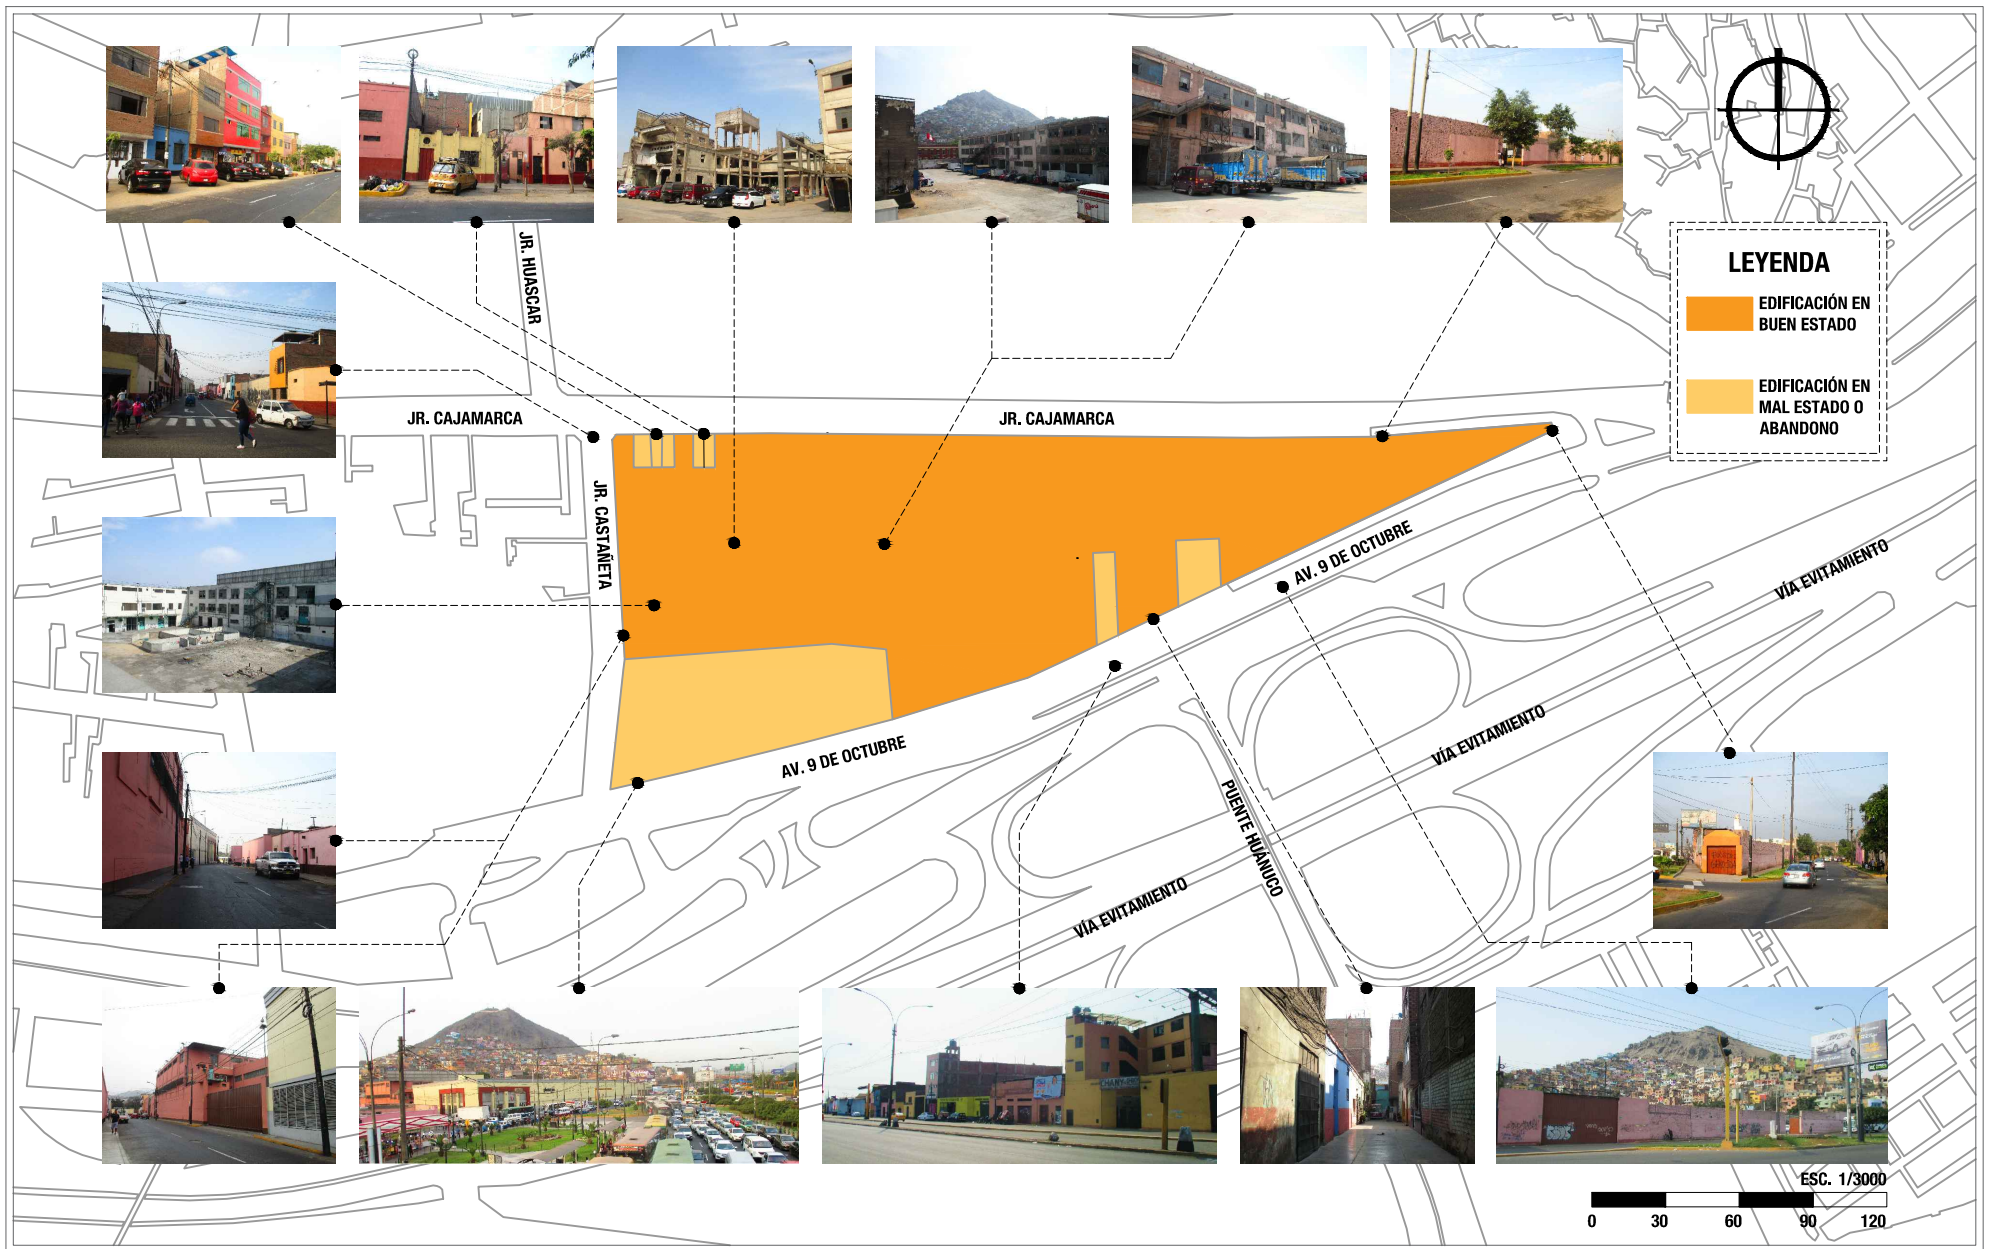 JR. HUASCAR
LEYENDA
EDIFICACIÓN EN
BUEN ESTADO
EDIFICACIÓN EN
MAL ESTADO O
ABANDONO
JR. CAJAMARCA
JR. CAJAMARCA
JR. CASTAÑETA
AV. 9 DE OCTUBRE
VÍA EVITAMIENTO
AV. 9 DE OCTUBRE
VÍA EVITAMIENTO
PUENTE HUÁNUCO
VÍA EVITAMIENTO
ESC. 1/3000
0 30 60 90 120